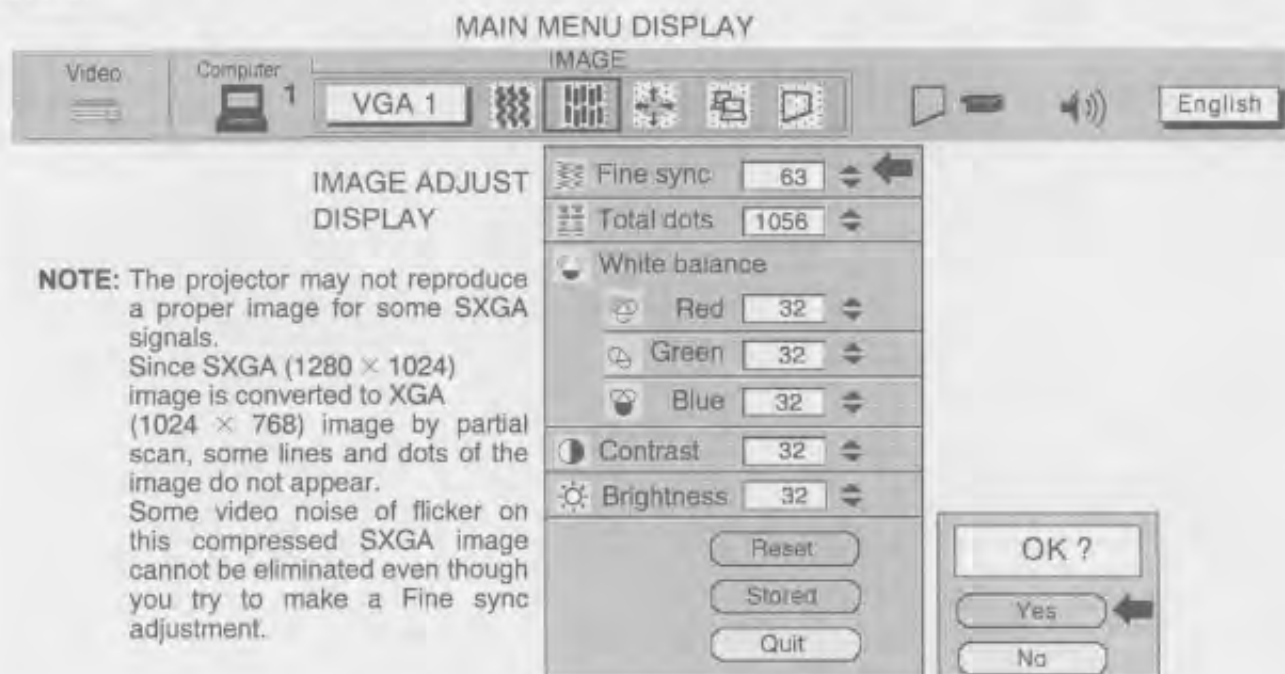 MAIN MENU DISPLAY
IMAGE
Video
Computer
1
VGA 1
English
IMAGE ADJUST
DISPLAY
NOTE: The projector may not reproduce
a proper image for some SXGA
signals.
Since SXGA (1280 × 1024)
image is converted to XGA
(1024 × 768) image by partial
scan, some lines and dots of the
image do not appear.
Some video noise of flicker on
this compressed SXGA image
cannot be eliminated even though
you try to make a Fine sync
adjustment.
Fine sync 63
Total dots 1056
White balance
Red 32
Green 32
Blue 32
Contrast 32
Brightness 32
Reset
Stored
Quit
OK ?
Yes
No